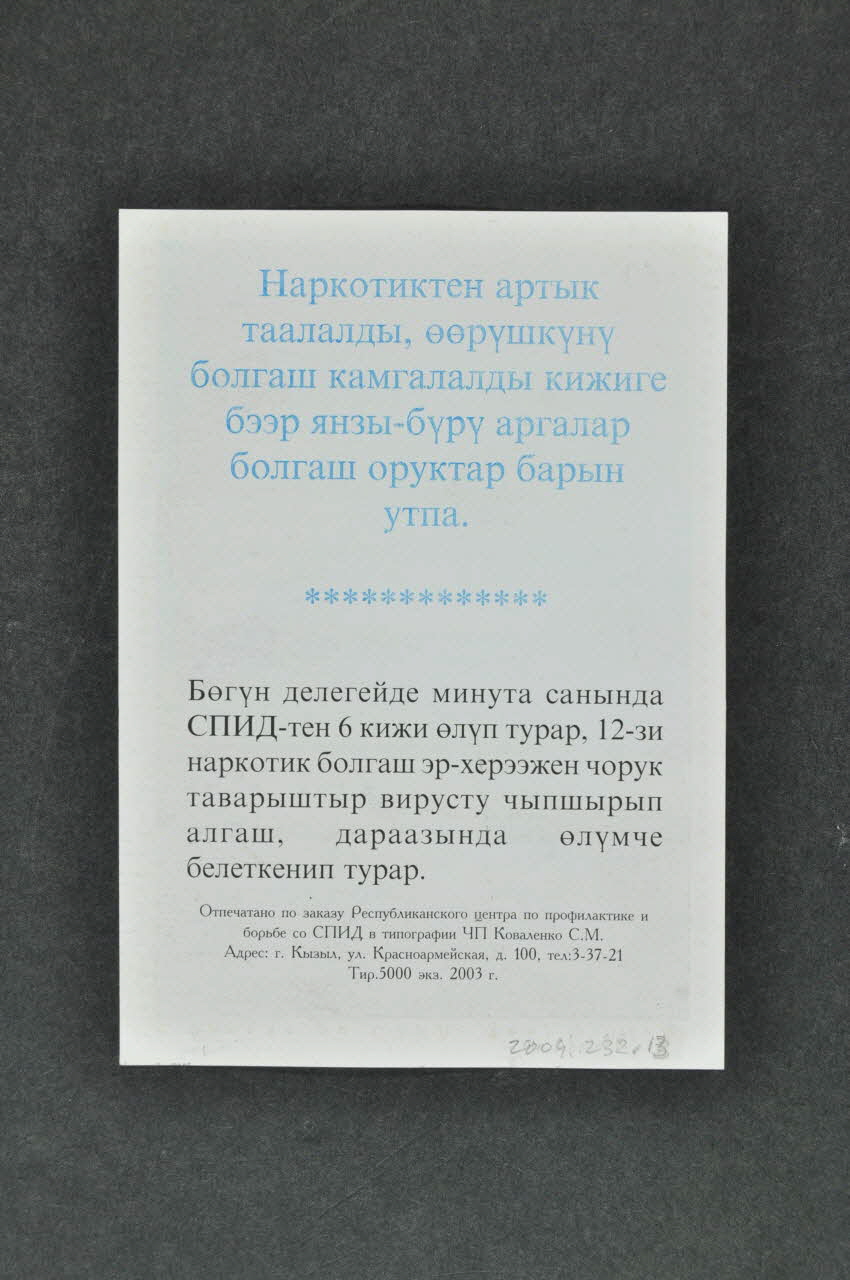 Наркотиктен артык
таалалды, өөрүшкүнү
болгаш камгалалды кижиге
бээр янзы-бүрү аргалар
болгаш оруктар барын
утпа.
*************
Бөгүн делегейде минута санында
СПИД-тен 6 кижи өлүп турар, 12-зи
наркотик болгаш эр-херээжен чорук
таварыштыр вирусту чыпшырып
алгаш, дараазында өлүмче
белеткенип турар.
Отпечатано по заказу Республиканского центра по профилактике и
борьбе со СПИД в типографии ЧП Коваленко С.М.
Адрес: г. Кызыл, ул. Красноармейская, д. 100, тел:3-37-21
Тир.5000 экз. 2003 г.